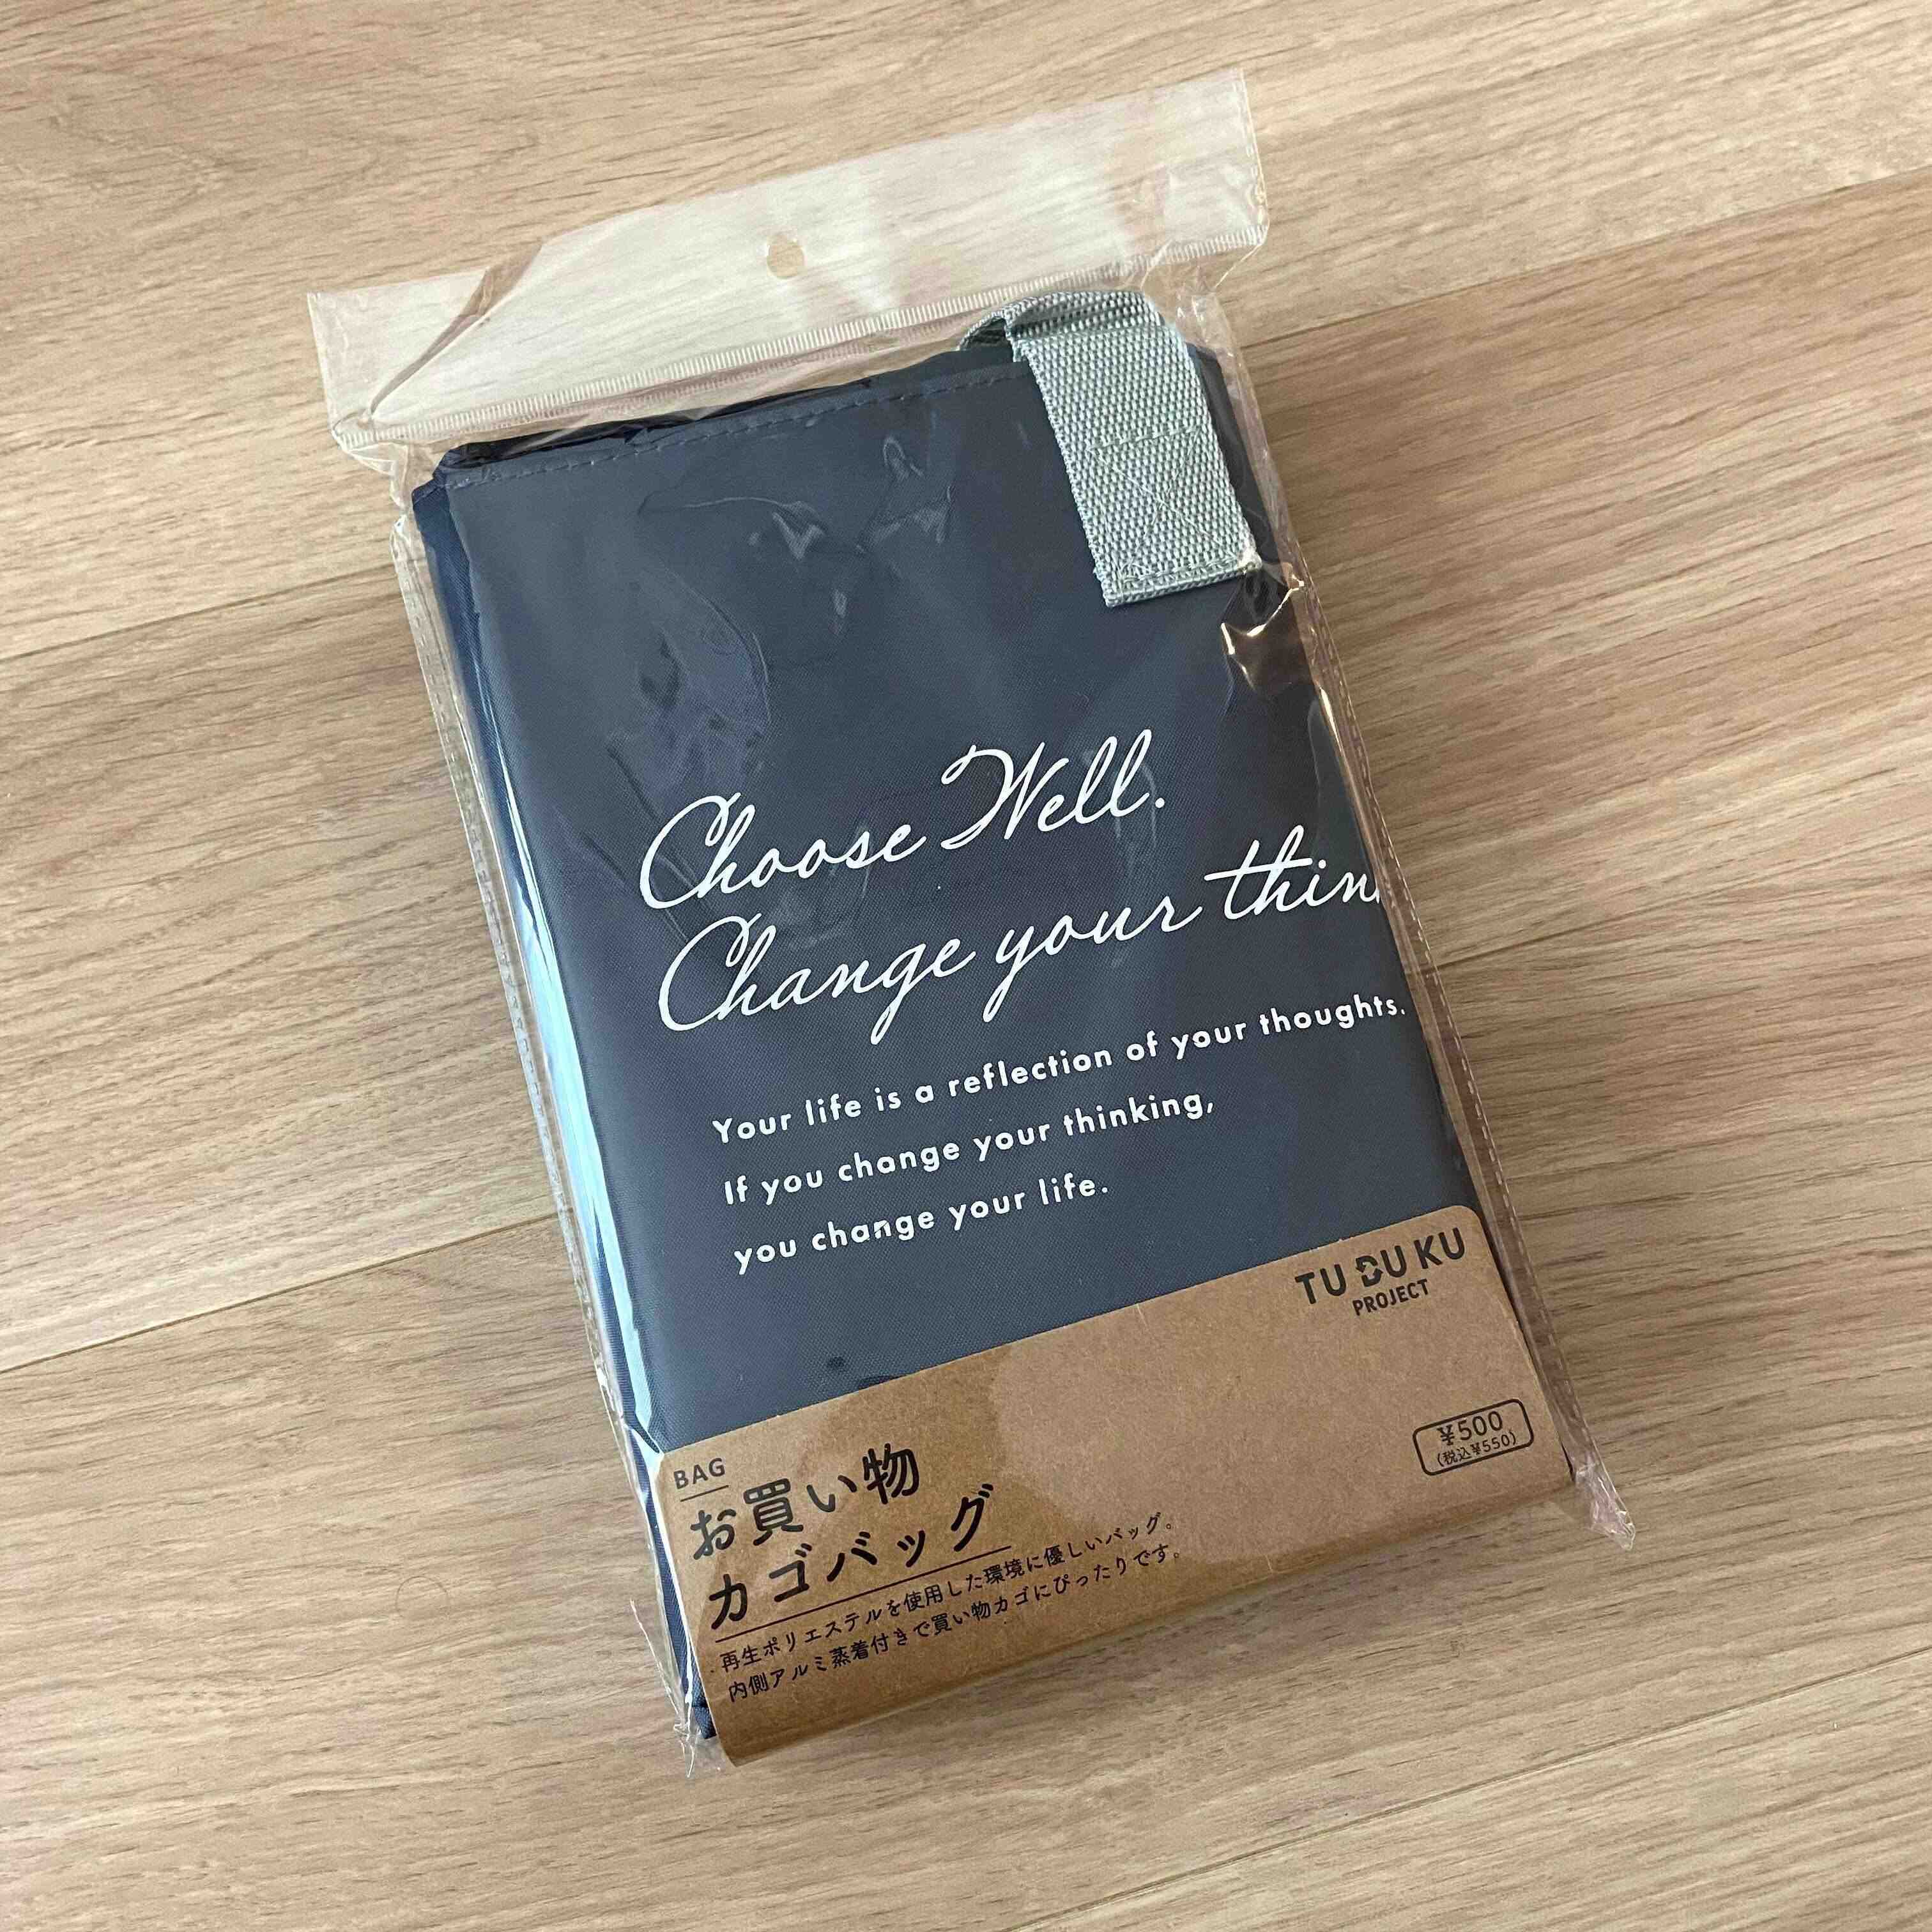 Choose Well.
Change your thin
Your life is a reflection of your thoughts.
If you change your thinking,
you change your life.
TU BU KU
PROJECT
¥500
(税込¥550)
BAG
お買い物
カゴバッグ
再生ポリエステルを使用した環境に優しいバッグ。
内側アルミ蒸着付きで買い物カゴにぴったりです。